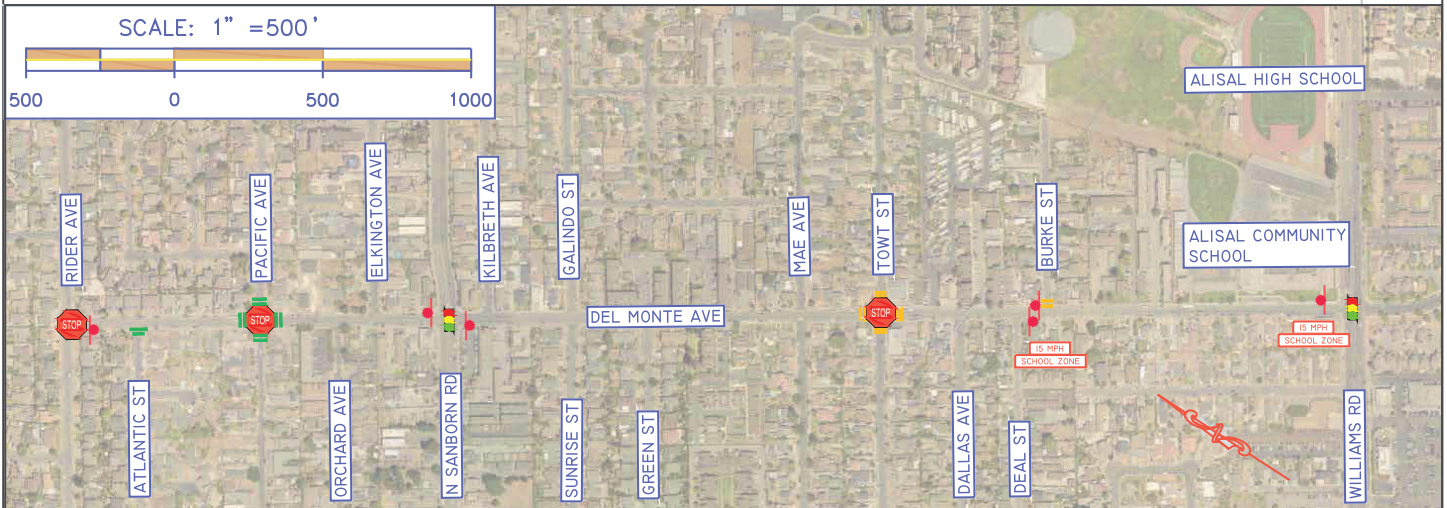 SCALE: 1" =500'
500 0 500 1000
ALISAL HIGH SCHOOL
RIDER AVE
PACIFIC AVE
ELKINGTON AVE
KILBRETH AVE
GALINDO ST
MAE AVE
TOWT ST
BURKE ST
ALISAL COMMUNITY
SCHOOL
STOP
STOP
DEL MONTE AVE
STOP
15 MPH
SCHOOL ZONE
15 MPH
SCHOOL ZONE
ATLANTIC ST
ORCHARD AVE
N SANBORN RD
SUNRISE ST
GREEN ST
DALLAS AVE
DEAL ST
WILLIAMS RD